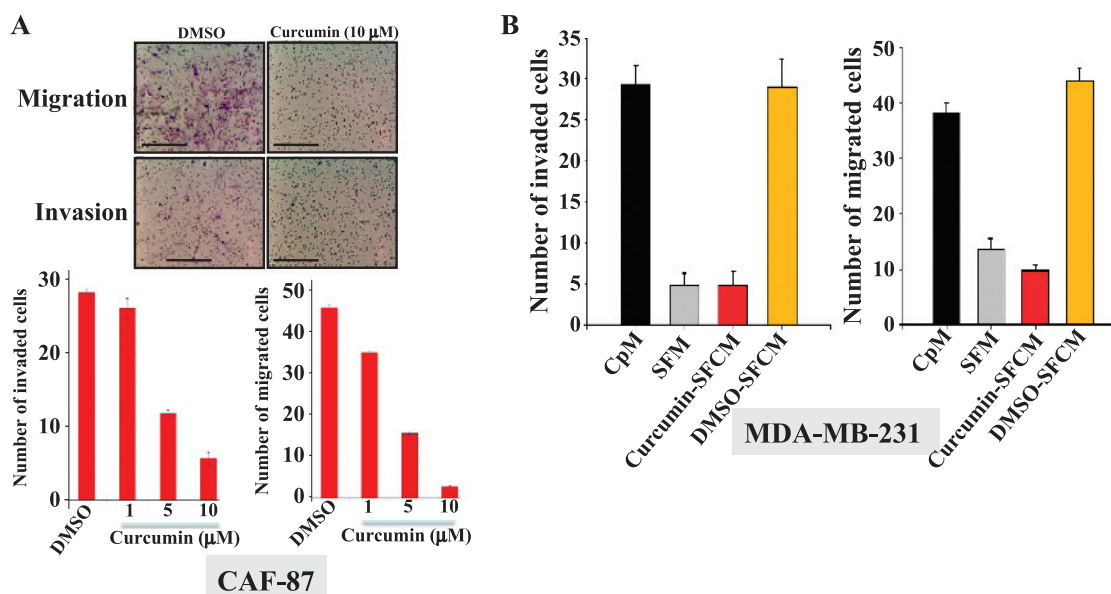 A
DMSO
Curcumin (10 μM)
Migration
Invasion
Number of invaded cells
30
20
10
0
DMSO
1
5
10
Curcumin (μM)
Number of migrated cells
50
40
30
20
10
0
DMSO
1
5
10
Curcumin (μM)
CAF-87
B
Number of invaded cells
35
30
25
20
15
10
5
0
CpM
SFM
Curcumin-SFCM
DMSO-SFCM
Number of migrated cells
50
40
30
20
10
0
CpM
SFM
Curcumin-SFCM
DMSO-SFCM
MDA-MB-231